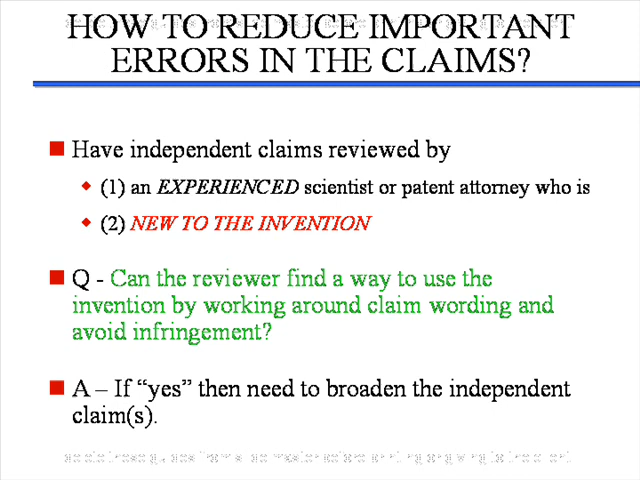 HOW TO REDUCE IMPORTANT
ERRORS IN THE CLAIMS?
Have independent claims reviewed by
(1) an EXPERIENCED scientist or patent attorney who is
(2) NEW TO THE INVENTION
Q - Can the reviewer find a way to use the
invention by working around claim wording and
avoid infringement?
A – If “yes” then need to broaden the independent
claim(s).